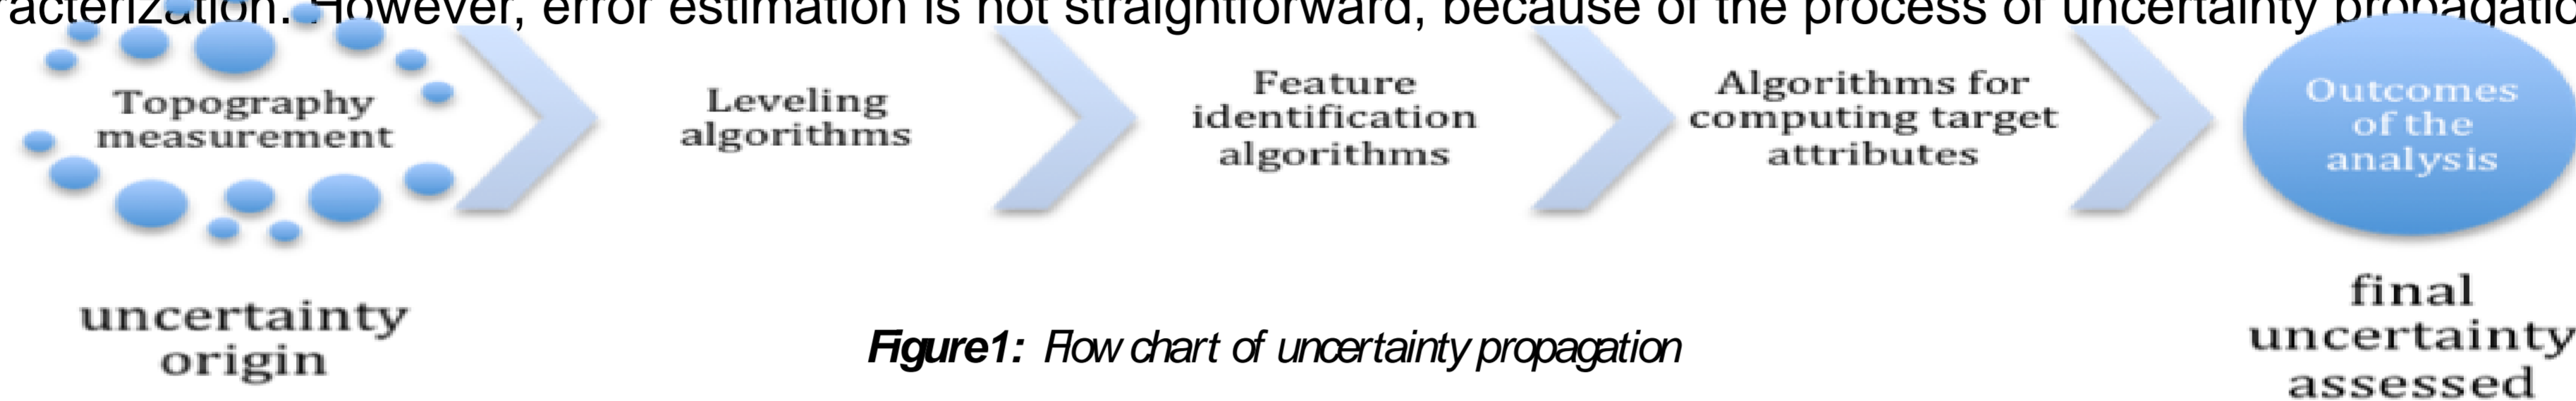 racterization. However, error estimation is not straightforward, because of the process of uncertainty propagatio
Topography
measurement
Leveling
algorithms
Feature
identification
algorithms
Algorithms for
computing target
attributes
Outcomes
of the
analysis
uncertainty
origin
Figure1: Flow chart of uncertainty propagation
final
uncertainty
assessed